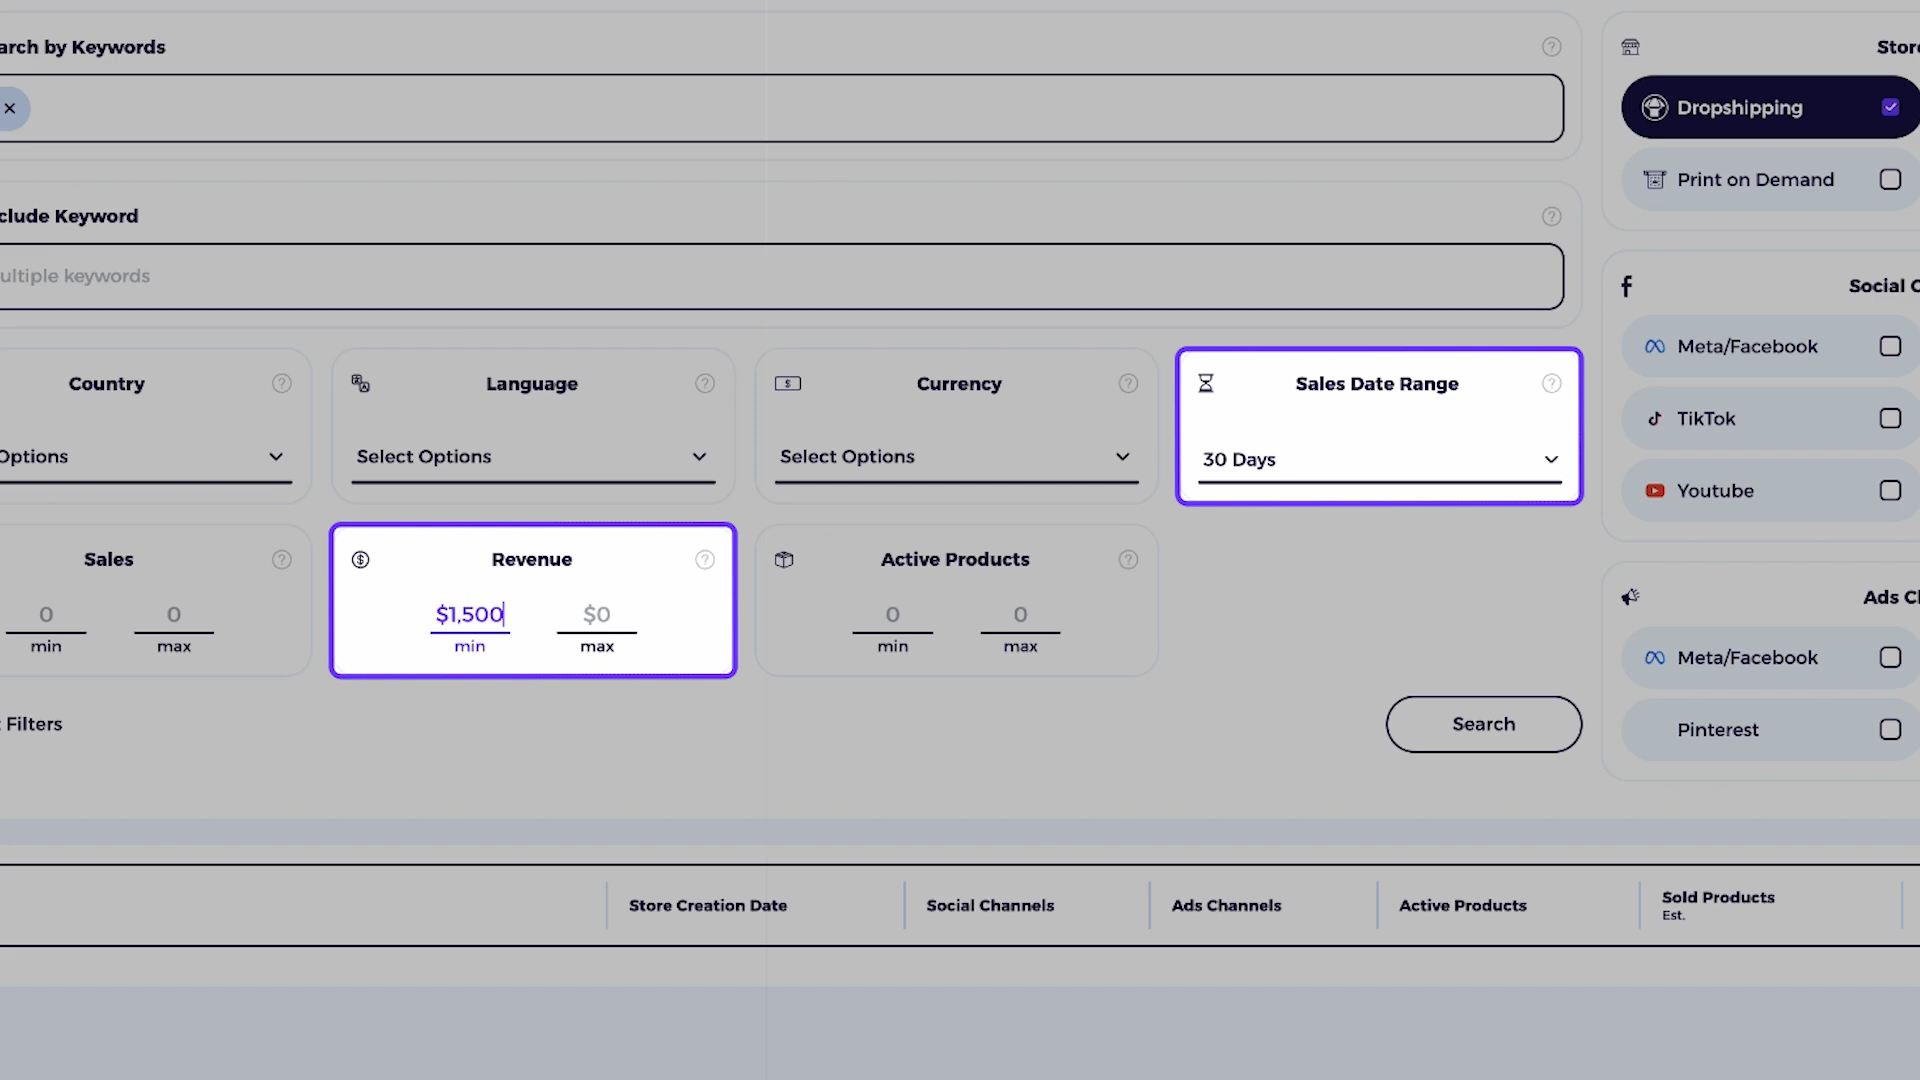 arch by Keywords
Store
Dropshipping
Print on Demand
clude Keyword
ultiple keywords
Social C
Meta/Facebook
TikTok
Youtube
Country
Options
Language
Select Options
Currency
Select Options
Sales Date Range
30 Days
Sales
0 0
min max
Revenue
$1,500 $0
min max
Active Products
0 0
min max
Ads Ch
Meta/Facebook
Pinterest
Filters
Search
Store Creation Date
Social Channels
Ads Channels
Active Products
Sold Products
Est.